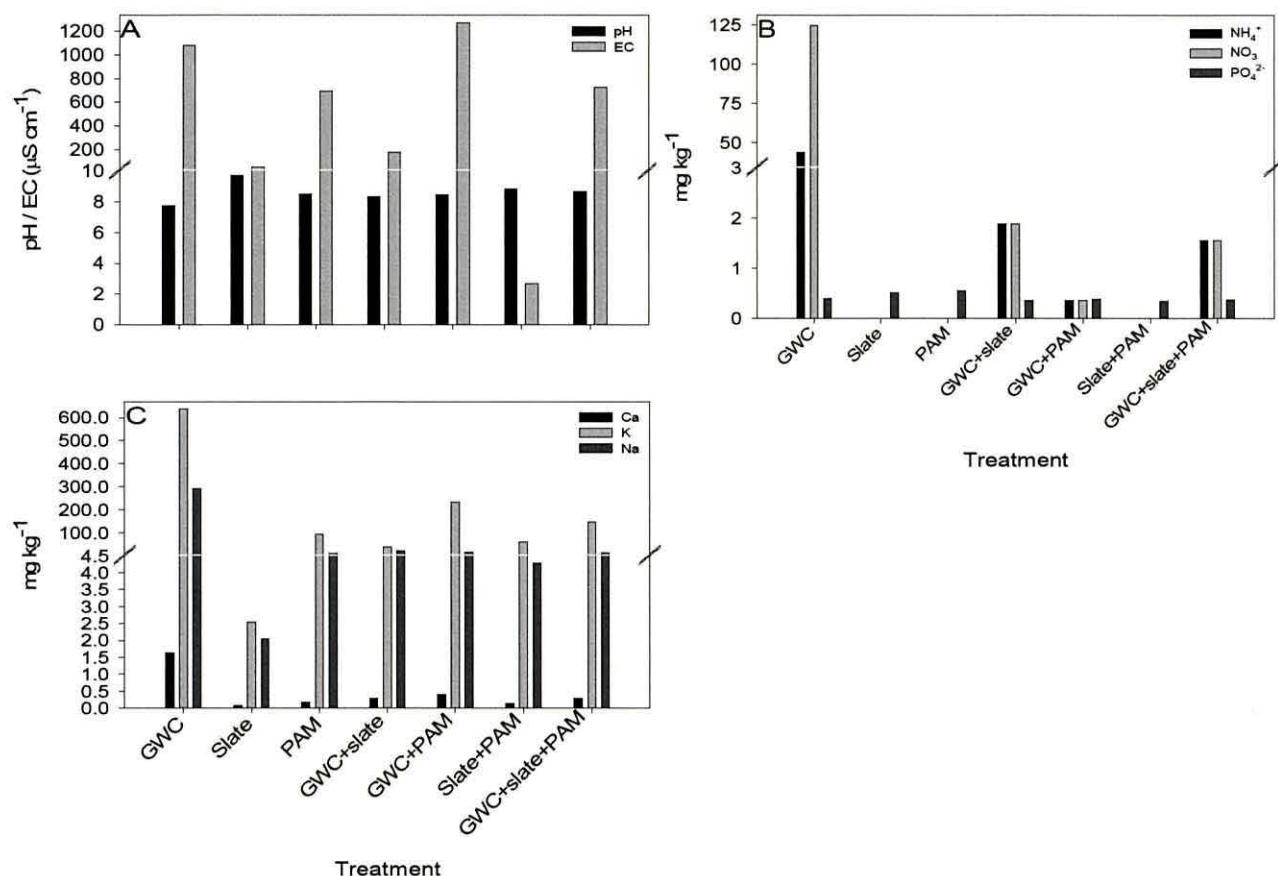 A
pH
EC
1200
1000
800
600
400
200
10
8
6
4
2
0
pH / EC (µS cm⁻¹)
B
NH₄⁺
NO₃
PO₄²⁻
125
100
75
50
3
2
1
0
mg kg⁻¹
GWC
Slate
PAM
GWC+slate
GWC+PAM
Slate+PAM
GWC+slate+PAM
Treatment
C
Ca
K
Na
600.0
500.0
400.0
300.0
200.0
100.0
4.5
4.0
3.5
3.0
2.5
2.0
1.5
1.0
0.5
0.0
mg kg⁻¹
GWC
Slate
PAM
GWC+slate
GWC+PAM
Slate+PAM
GWC+slate+PAM
Treatment